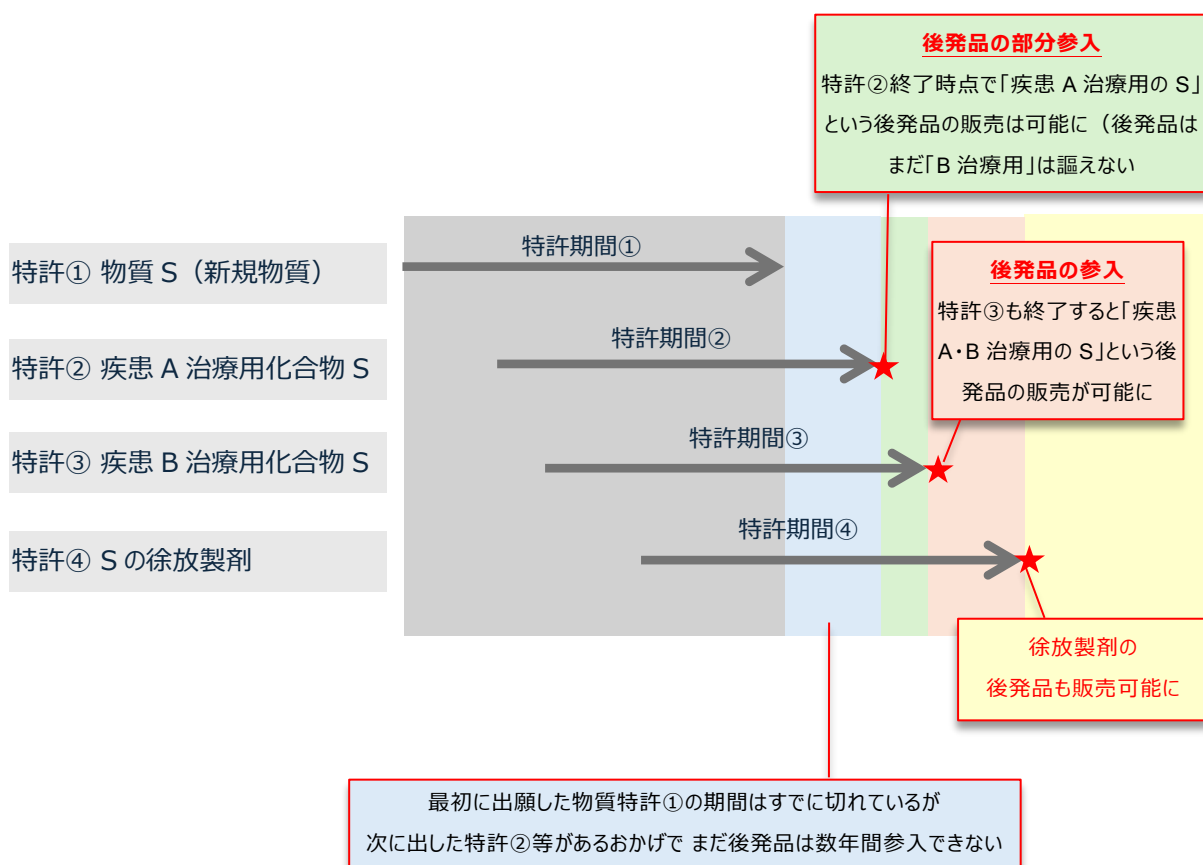 後発品の部分参入
特許②終了時点で「疾患 A 治療用の S」
という後発品の販売は可能に（後発品は
まだ「B 治療用」は謳えない
特許期間①
特許① 物質 S（新規物質）
後発品の参入
特許③も終了すると「疾患
A・B 治療用の S」という後
発品の販売が可能に
特許期間②
特許② 疾患 A 治療用化合物 S
特許期間③
特許③ 疾患 B 治療用化合物 S
特許期間④
特許④ S の徐放製剤
徐放製剤の
後発品も販売可能に
最初に出願した物質特許①の期間はすでに切れているが
次に出した特許②等があるおかげで まだ後発品は数年間参入できない